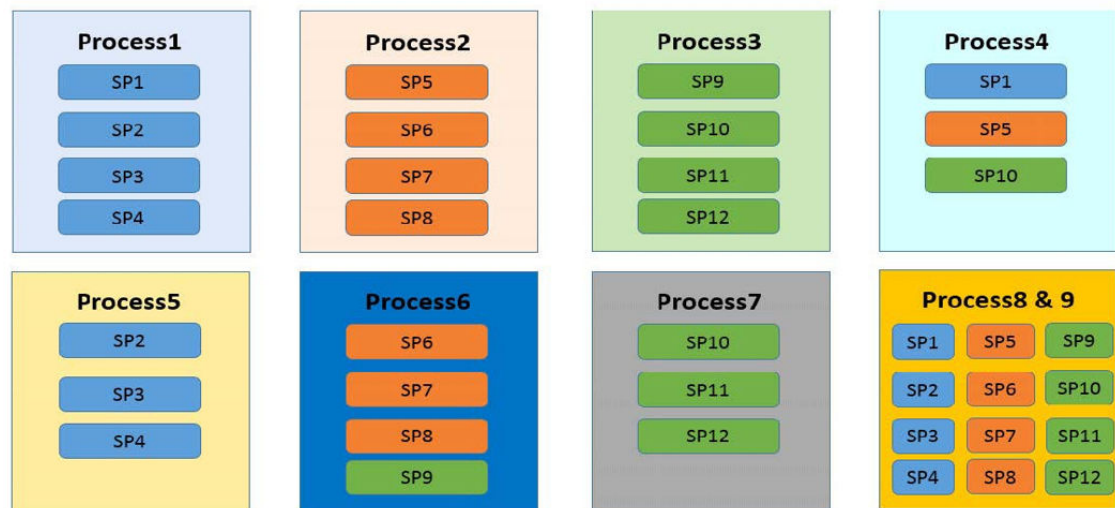 Process1
SP1
SP2
SP3
SP4
Process2
SP5
SP6
SP7
SP8
Process3
SP9
SP10
SP11
SP12
Process4
SP1
SP5
SP10
Process5
SP2
SP3
SP4
Process6
SP6
SP7
SP8
SP9
Process7
SP10
SP11
SP12
Process8 & 9
SP1 SP5 SP9
SP2 SP6 SP10
SP3 SP7 SP11
SP4 SP8 SP12